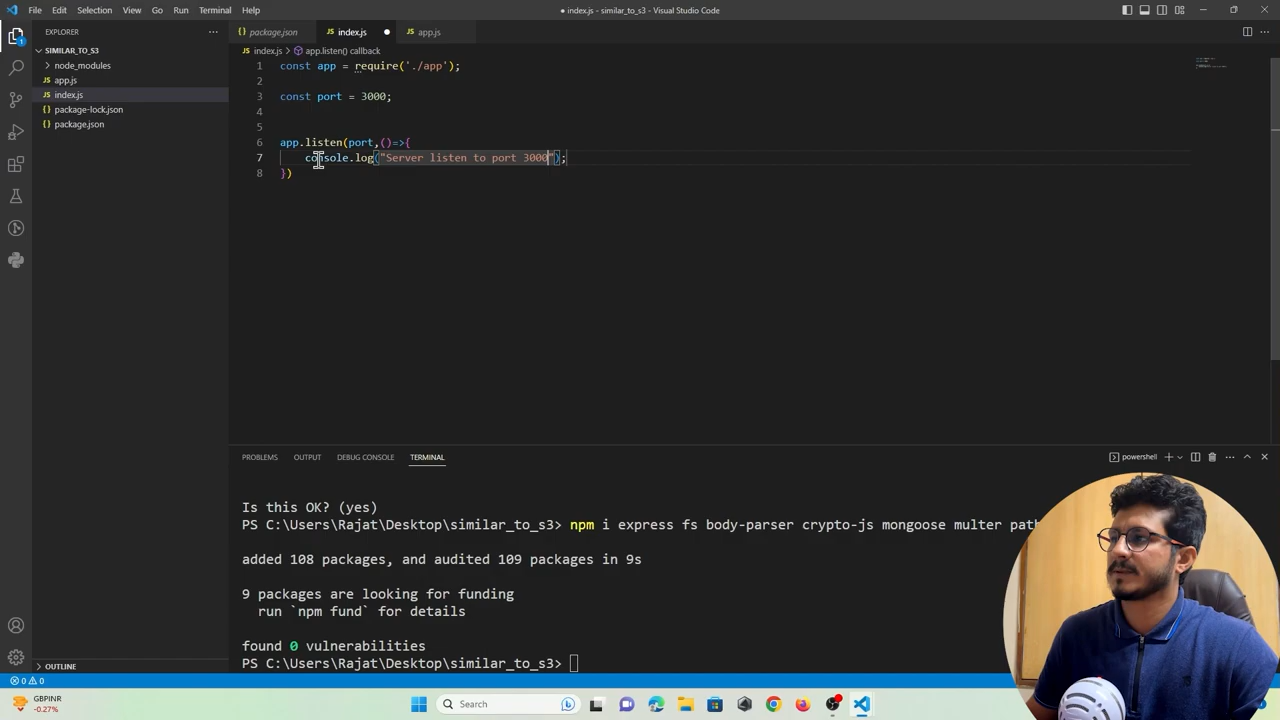 File Edit Selection View Go Run Terminal Help
● index.js - similar_to_s3 - Visual Studio Code
EXPLORER
SIMILAR_TO_S3
node_modules
app.js
index.js
package-lock.json
package.json
OUTLINE
package.json
JS index.js
JS app.js
JS index.js > app.listen() callback
1 const app = require('./app');
2
3 const port = 3000;
4
5
6 app.listen(port,()=>{
7 console.log("Server listen to port 3000");
8 })
PROBLEMS OUTPUT DEBUG CONSOLE TERMINAL
powershell
Is this OK? (yes)
PS C:\Users\Rajat\Desktop\similar_to_s3> npm i express fs body-parser crypto-js mongoose multer path
added 108 packages, and audited 109 packages in 9s
9 packages are looking for funding
run `npm fund` for details
found 0 vulnerabilities
PS C:\Users\Rajat\Desktop\similar_to_s3>
0 0
GBPINR
-0.27%
Search